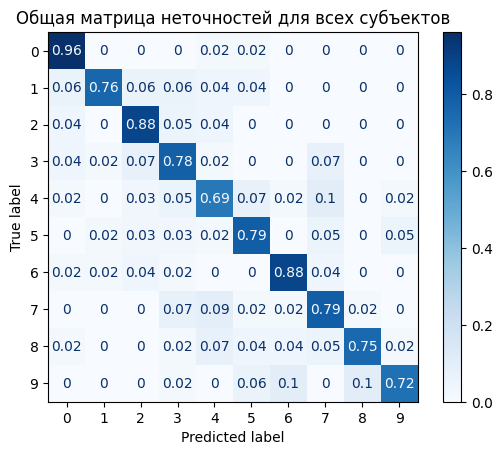 Общая матрица неточностей для всех субъектов
0 0.96 0 0 0 0.02 0.02 0 0 0 0
1 0.06 0.76 0.06 0.06 0.04 0.04 0 0 0 0
2 0.04 0 0.88 0.05 0.04 0 0 0 0 0
3 0.04 0.02 0.07 0.78 0.02 0 0 0.07 0 0
4 0.02 0 0.03 0.05 0.69 0.07 0.02 0.1 0 0.02
5 0 0.02 0.03 0.03 0.02 0.79 0 0.05 0 0.05
6 0.02 0.02 0.04 0.02 0 0 0.88 0.04 0 0
7 0 0 0 0.07 0.09 0.02 0.02 0.79 0.02 0
8 0.02 0 0 0.02 0.07 0.04 0.04 0.05 0.75 0.02
9 0 0 0 0.02 0 0.06 0.1 0 0.1 0.72
0 1 2 3 4 5 6 7 8 9
Predicted label
True label
0.8
0.6
0.4
0.2
0.0